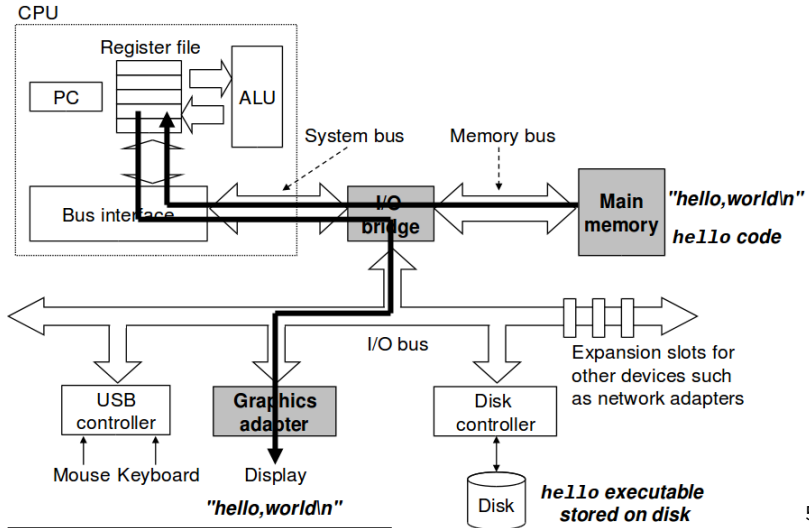 CPU
Register file
PC
ALU
System bus
Memory bus
Bus interface
I/O
bridge
Main
memory
"hello,world\n"
hello code
I/O bus
Expansion slots for
other devices such
as network adapters
USB
controller
Graphics
adapter
Disk
controller
Mouse Keyboard
Display
"hello,world\n"
Disk
hello executable
stored on disk
5